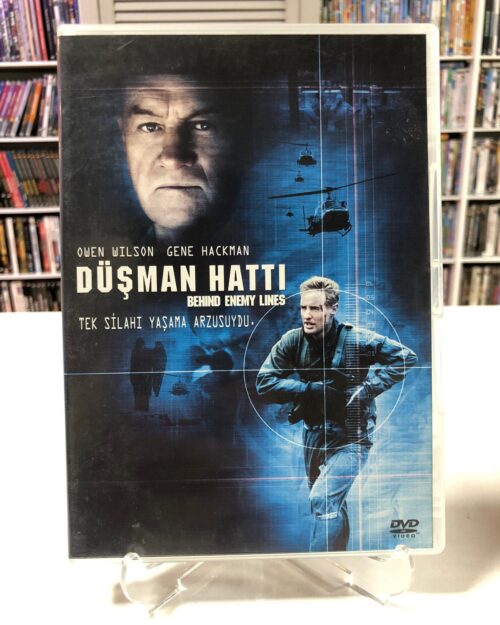 OWEN WILSON GENE HACKMAN
DÜŞMAN HATTI
BEHIND ENEMY LINES
TEK SİLAHI YAŞAMA ARZUSUYDU.
DVD
VIDEO